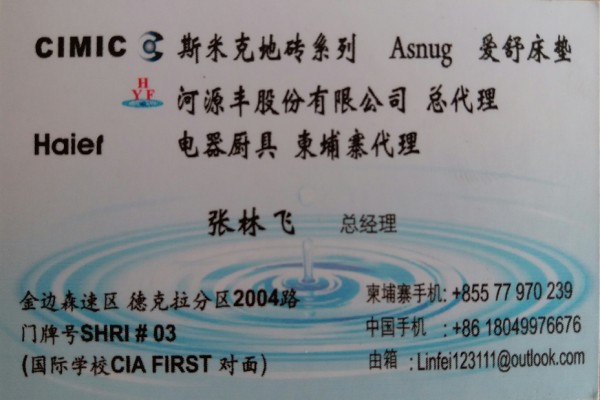 CIMIC 斯米克地砖系列 Asnug 爱舒床垫
HYF 河源丰股份有限公司 总代理
Haier 电器厨具 柬埔寨代理
张林飞 总经理
金边森速区 德克拉分区2004路
门牌号SHRI # 03
(国际学校CIA FIRST 对面)
柬埔寨手机: +855 77 970 239
中国手机 : +86 18049976676
由箱 : Linfei123111@outlook.com